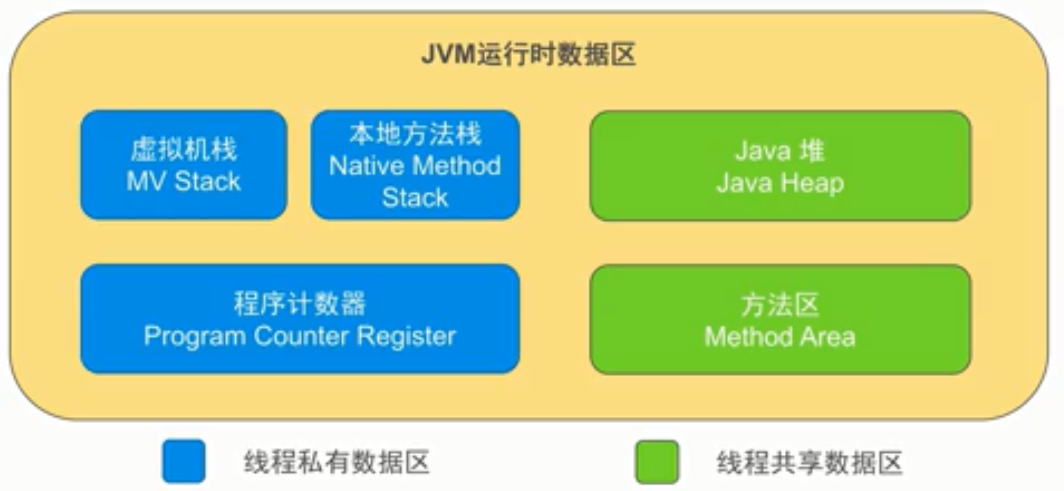 JVM运行时数据区
虚拟机栈
MV Stack
本地方法栈
Native Method
Stack
Java 堆
Java Heap
程序计数器
Program Counter Register
方法区
Method Area
线程私有数据区
线程共享数据区